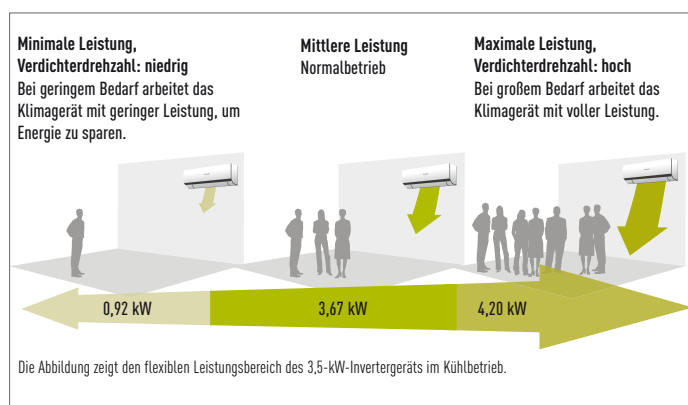 Minimale Leistung,
Verdichterdrehzahl: niedrig
Bei geringem Bedarf arbeitet das
Klimagerät mit geringer Leistung, um
Energie zu sparen.
Mittlere Leistung
Normalbetrieb
Maximale Leistung,
Verdichterdrehzahl: hoch
Bei großem Bedarf arbeitet das
Klimagerät mit voller Leistung.
0,92 kW
3,67 kW
4,20 kW
Die Abbildung zeigt den flexiblen Leistungsbereich des 3,5-kW-Invertergeräts im Kühlbetrieb.